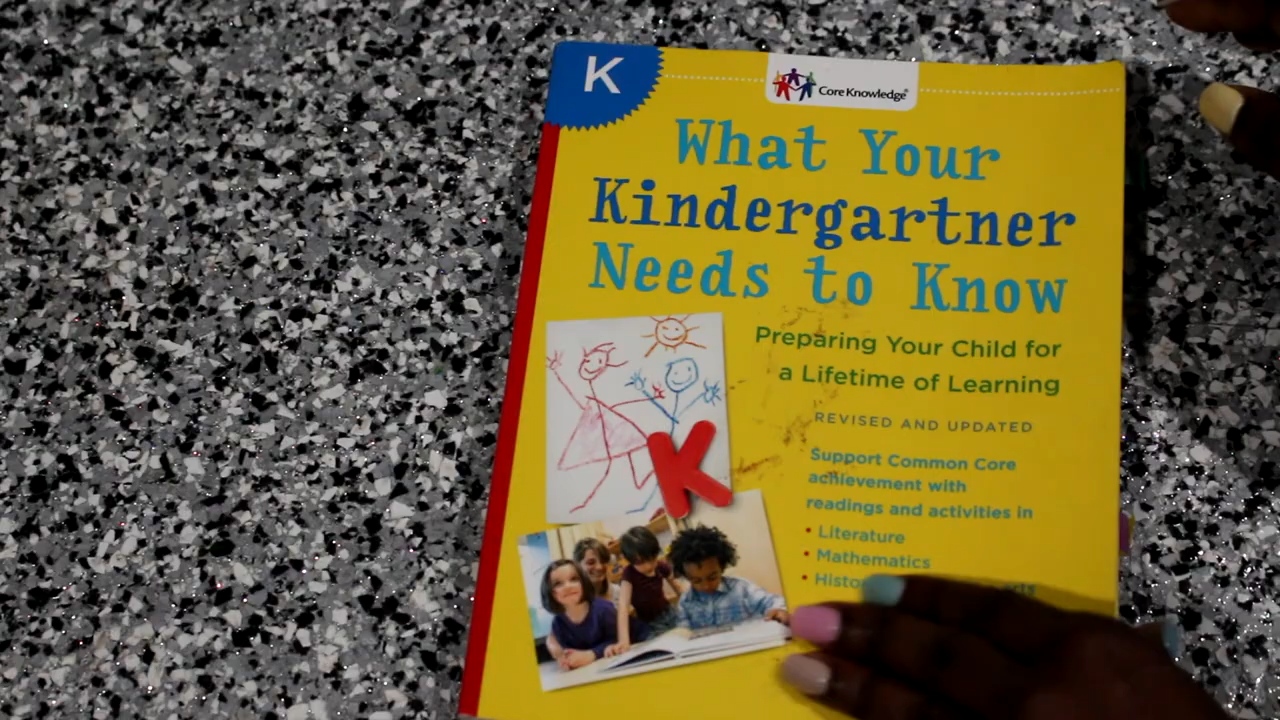 K
Core Knowledge®
What Your
Kindergartner
Needs to Know
Preparing Your Child for
a Lifetime of Learning
REVISED AND UPDATED
Support Common Core
achievement with
readings and activities in
• Literature
• Mathematics
• Histo
K